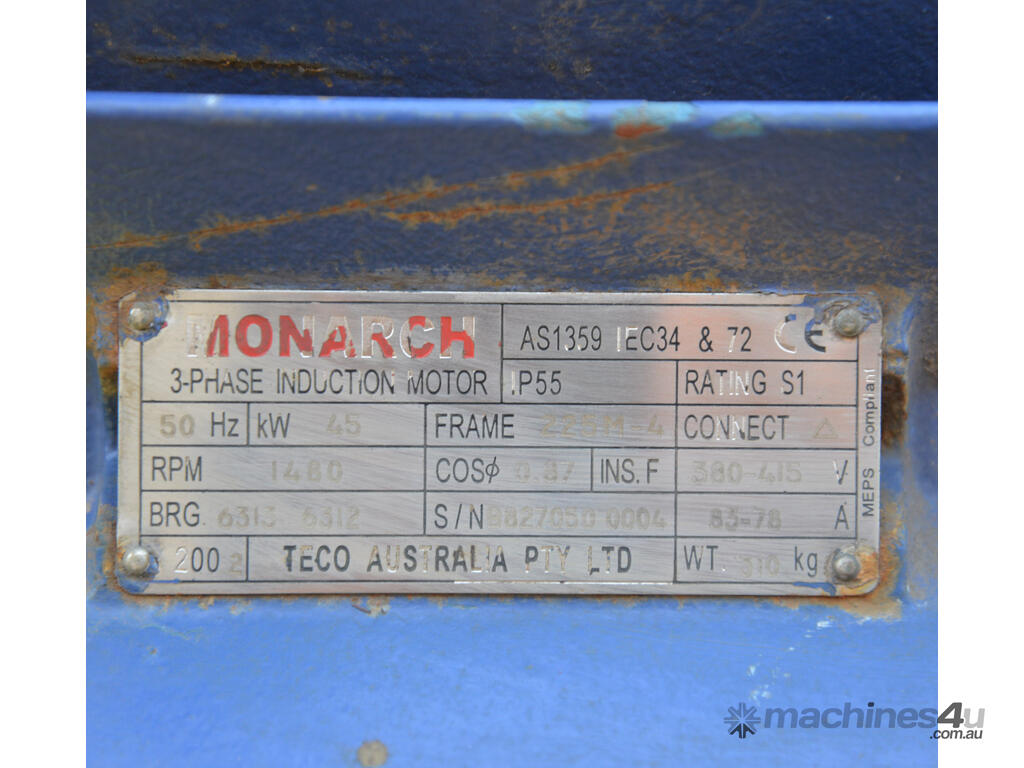 MONARCH
AS1359 IEC34 & 72 CE
3-PHASE INDUCTION MOTOR IP55 RATING S1
50 Hz kW 45 FRAME 225M-4 CONNECT △
RPM 1480 COSφ 0.87 INS. F 380-415 V
BRG. 6313 6312 S/N 8827050 0004 83-78 A
2002 TECO AUSTRALIA PTY LTD WT. 310 kg
MEPS Compliant
machines4u
.com.au